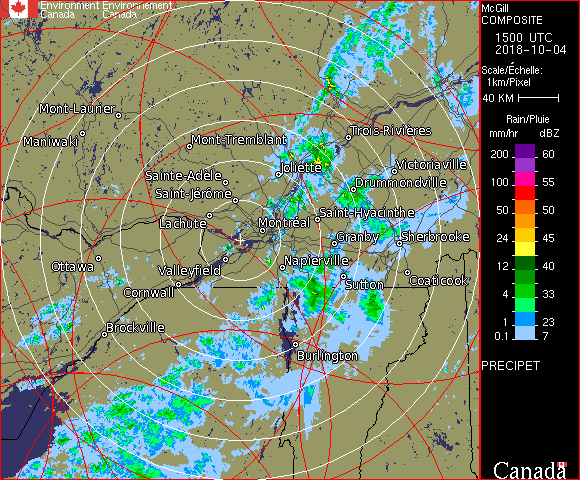 Environment Environnement
Canada Canada
Mont-Laurier
Maniwaki
Mont-Tremblant
Trois-Rivières
Sainte-Adèle
Joliette
Victoriaville
Saint-Jérôme
Drummondville
Lachute
Saint-Hyacinthe
Montréal
Granby
Sherbrooke
Ottawa
Valleyfield
Napierville
Coaticook
Cornwall
Sutton
Brockville
Burlington
McGill
COMPOSITE
1500 UTC
2018-10-04
Scale/Échelle:
1km/Pixel
40 KM
Rain/Pluie
mm/hr dBZ
200 60
100 55
50 50
24 45
12 40
4 33
1 23
0.1 7
PRECIPET
Canada